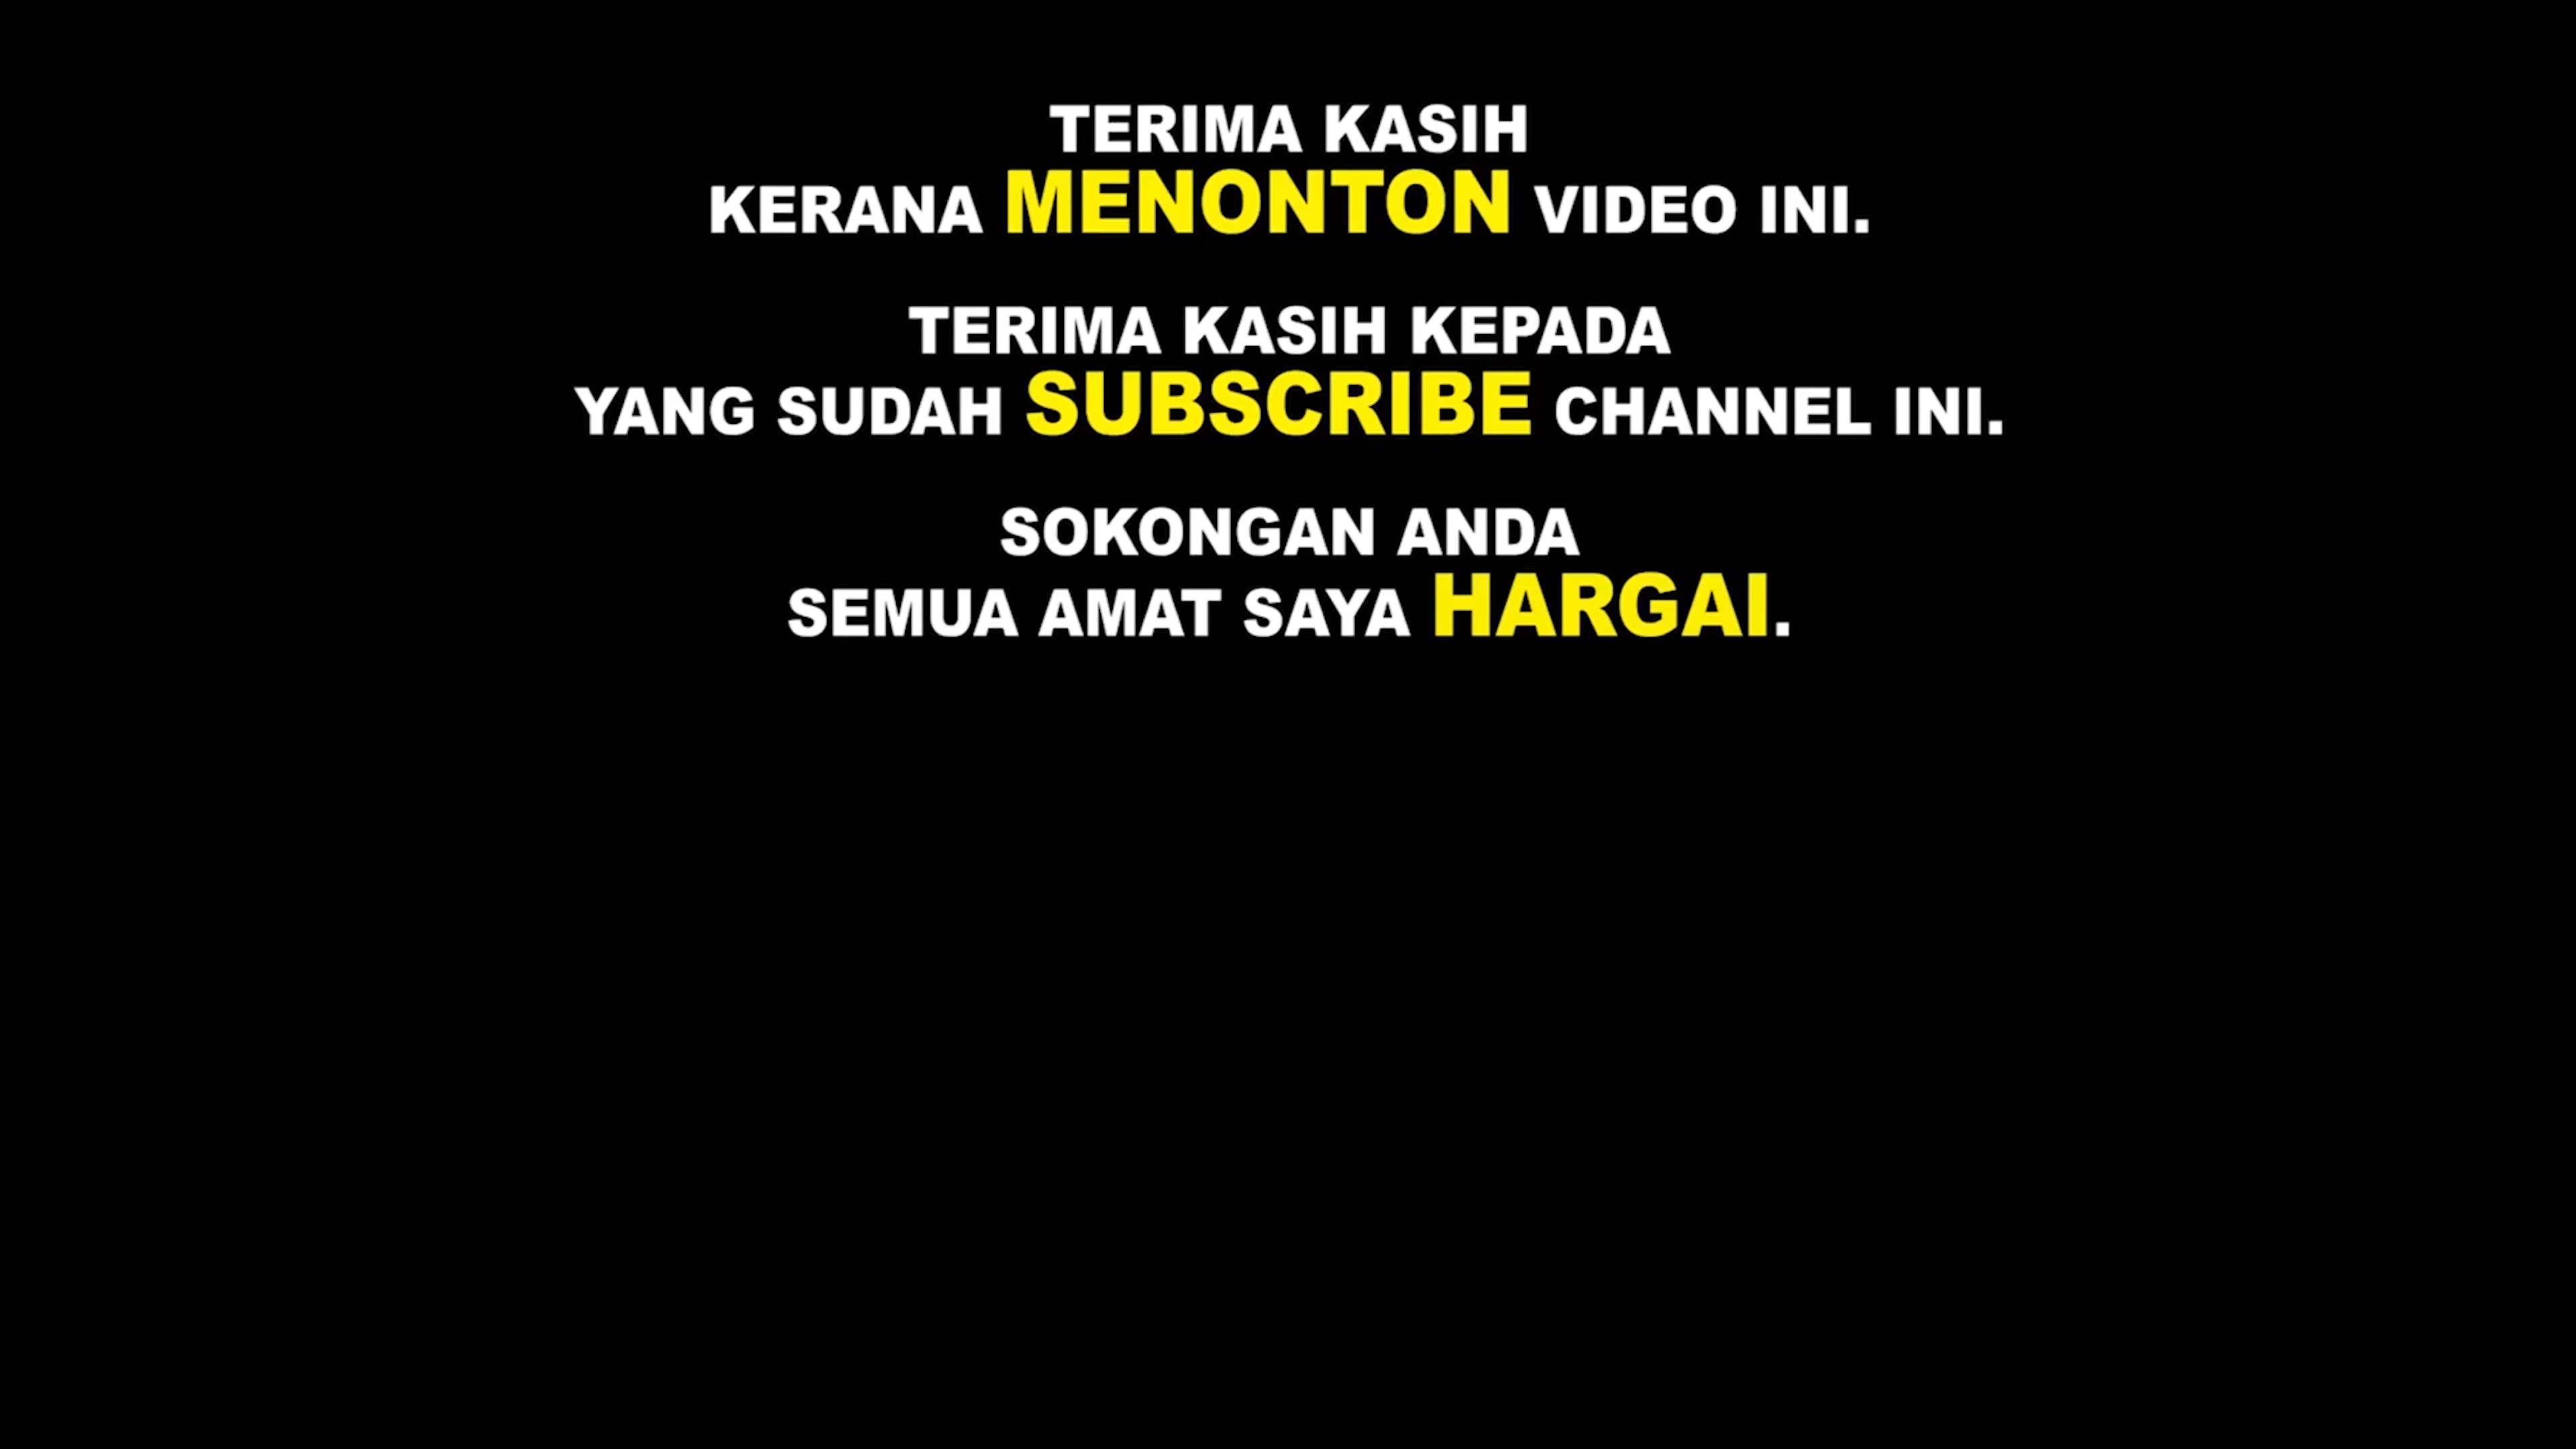 TERIMA KASIH
KERANA MENONTON VIDEO INI.
TERIMA KASIH KEPADA
YANG SUDAH SUBSCRIBE CHANNEL INI.
SOKONGAN ANDA
SEMUA AMAT SAYA HARGAI.